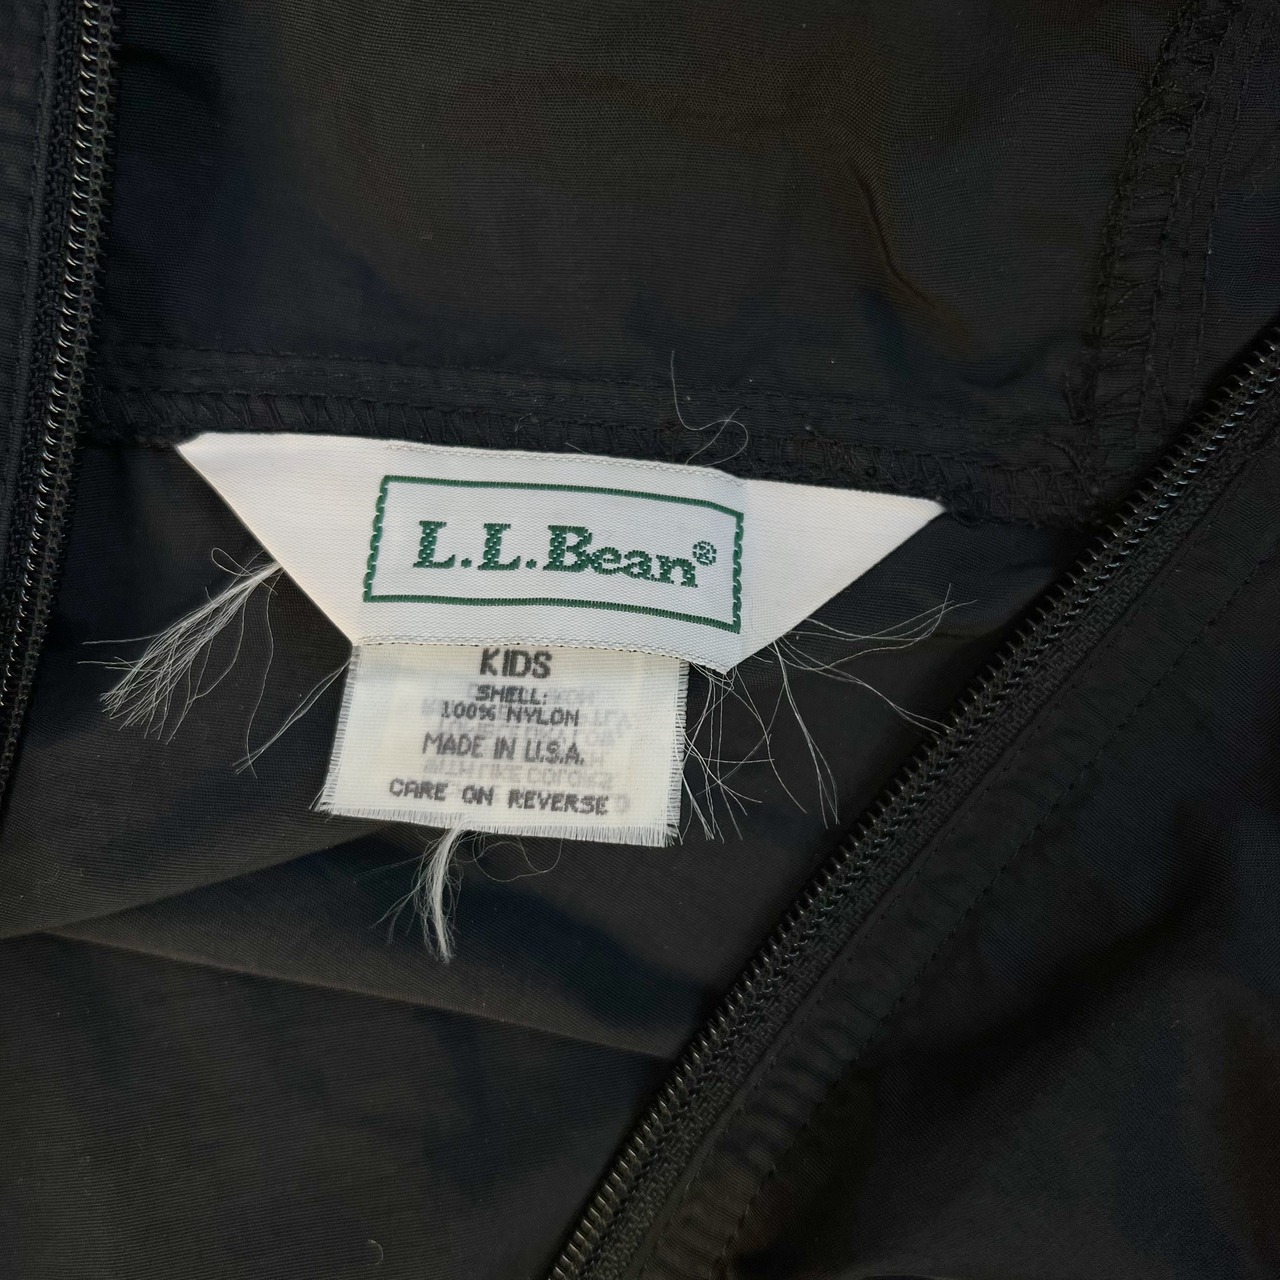 L.L.Bean®
KIDS
SHELL:
100% NYLON
MADE IN U.S.A.
CARE ON REVERSE